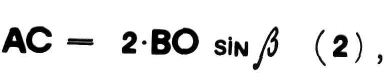 AC = 2·BO sin β (2),